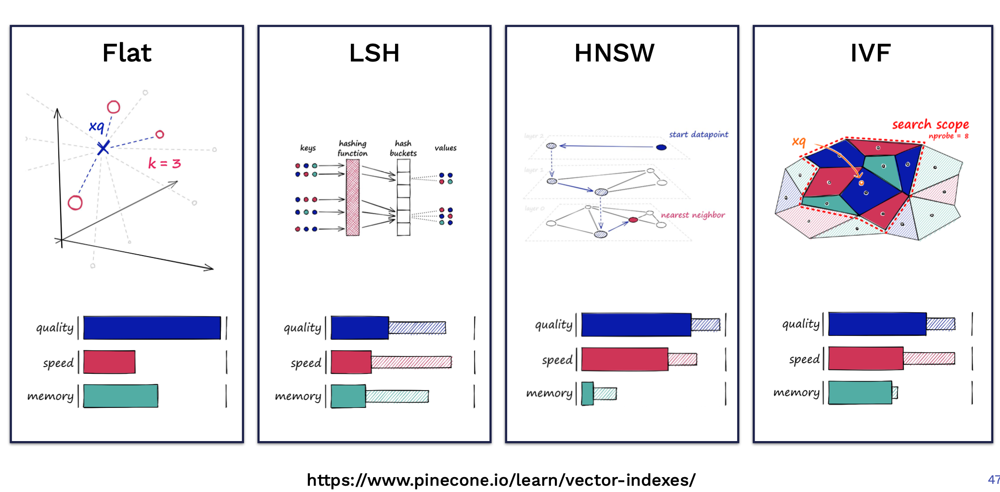 Flat
xq
k = 3
quality
speed
memory
LSH
keys
hashing
function
hash
buckets
values
quality
speed
memory
HNSW
layer 2
start datapoint
layer 1
layer 0
nearest neighbor
quality
speed
memory
IVF
search scope
nprobe = 8
xq
quality
speed
memory
https://www.pinecone.io/learn/vector-indexes/
47